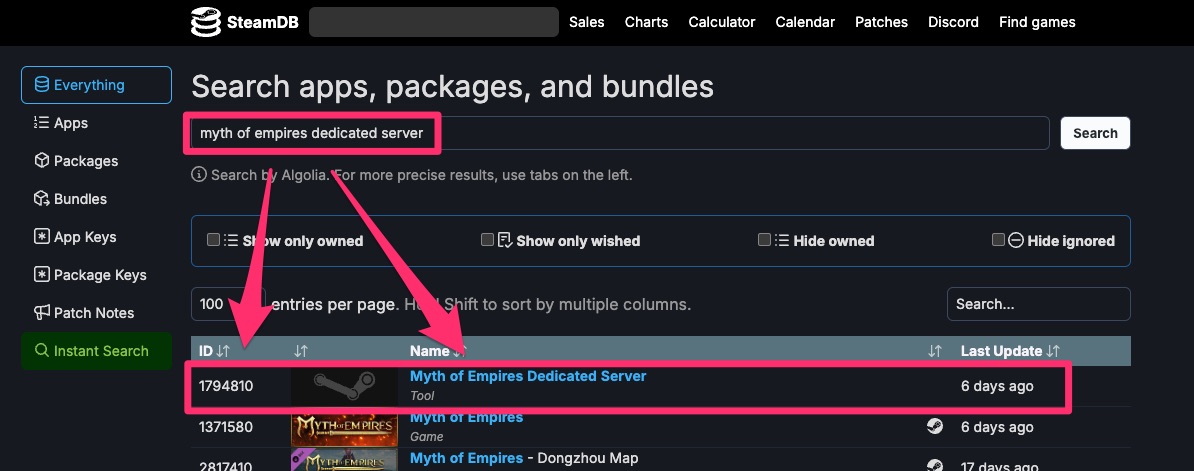 SteamDB
Sales
Charts
Calculator
Calendar
Patches
Discord
Find games
Everything
Apps
Packages
Bundles
App Keys
Package Keys
Patch Notes
Instant Search
Search apps, packages, and bundles
myth of empires dedicated server
Search
Search by Algolia. For more precise results, use tabs on the left.
Show only owned
Show only wished
Hide owned
Hide ignored
100
entries per page. Hold Shift to sort by multiple columns.
Search...
ID
Name
Last Update
1794810
Myth of Empires Dedicated Server
Tool
6 days ago
1371580
MYTH OF EMPIRES
Myth of Empires
Game
6 days ago
2817410
MYTH OF EMPIRES
Myth of Empires - Dongzhou Map
17 days ago